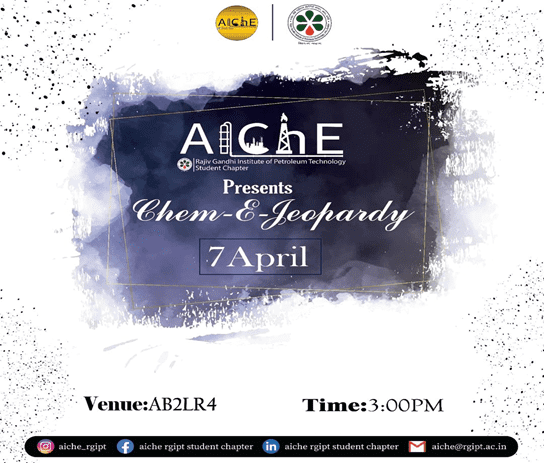 AIChE
AIChE
Rajiv Gandhi Institute of Petroleum Technology
Student Chapter
Presents
Chem-E-Jeopardy
7April
Venue:AB2LR4
Time:3:00PM
aiche_rgipt
aiche rgipt student chapter
aiche rgipt student chapter
aiche@rgipt.ac.in